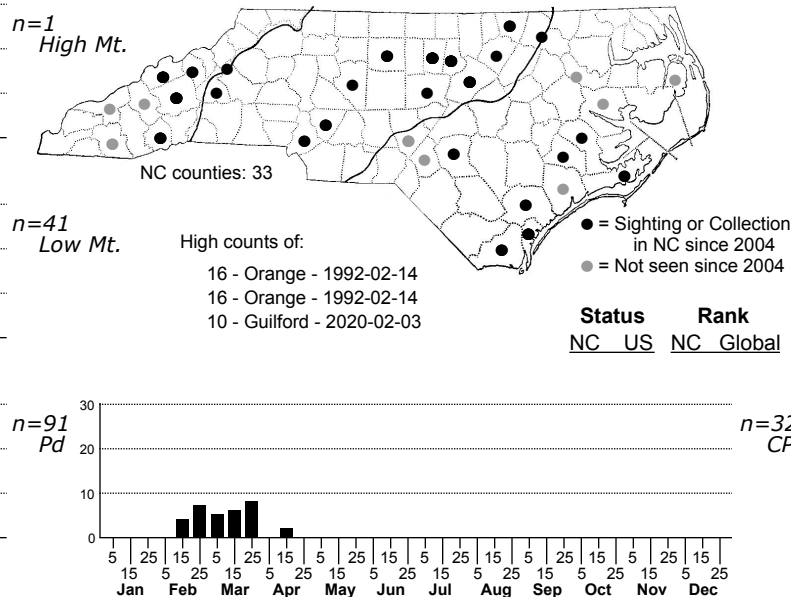 n=1
High Mt.
NC counties: 33
n=41
Low Mt.
High counts of:
16 - Orange - 1992-02-14
16 - Orange - 1992-02-14
10 - Guilford - 2020-02-03
= Sighting or Collection
in NC since 2004
= Not seen since 2004
Status Rank
NC US NC Global
n=91
Pd
n=32
CP
30
20
10
0
5 25 15 5 25 15 5 25 15 5 25 15 5 25 15 5 25 15
15 5 25 15 5 25 15 5 25 15 5 25 15 5 25 15 5 25
Jan Feb Mar Apr May Jun Jul Aug Sep Oct Nov Dec